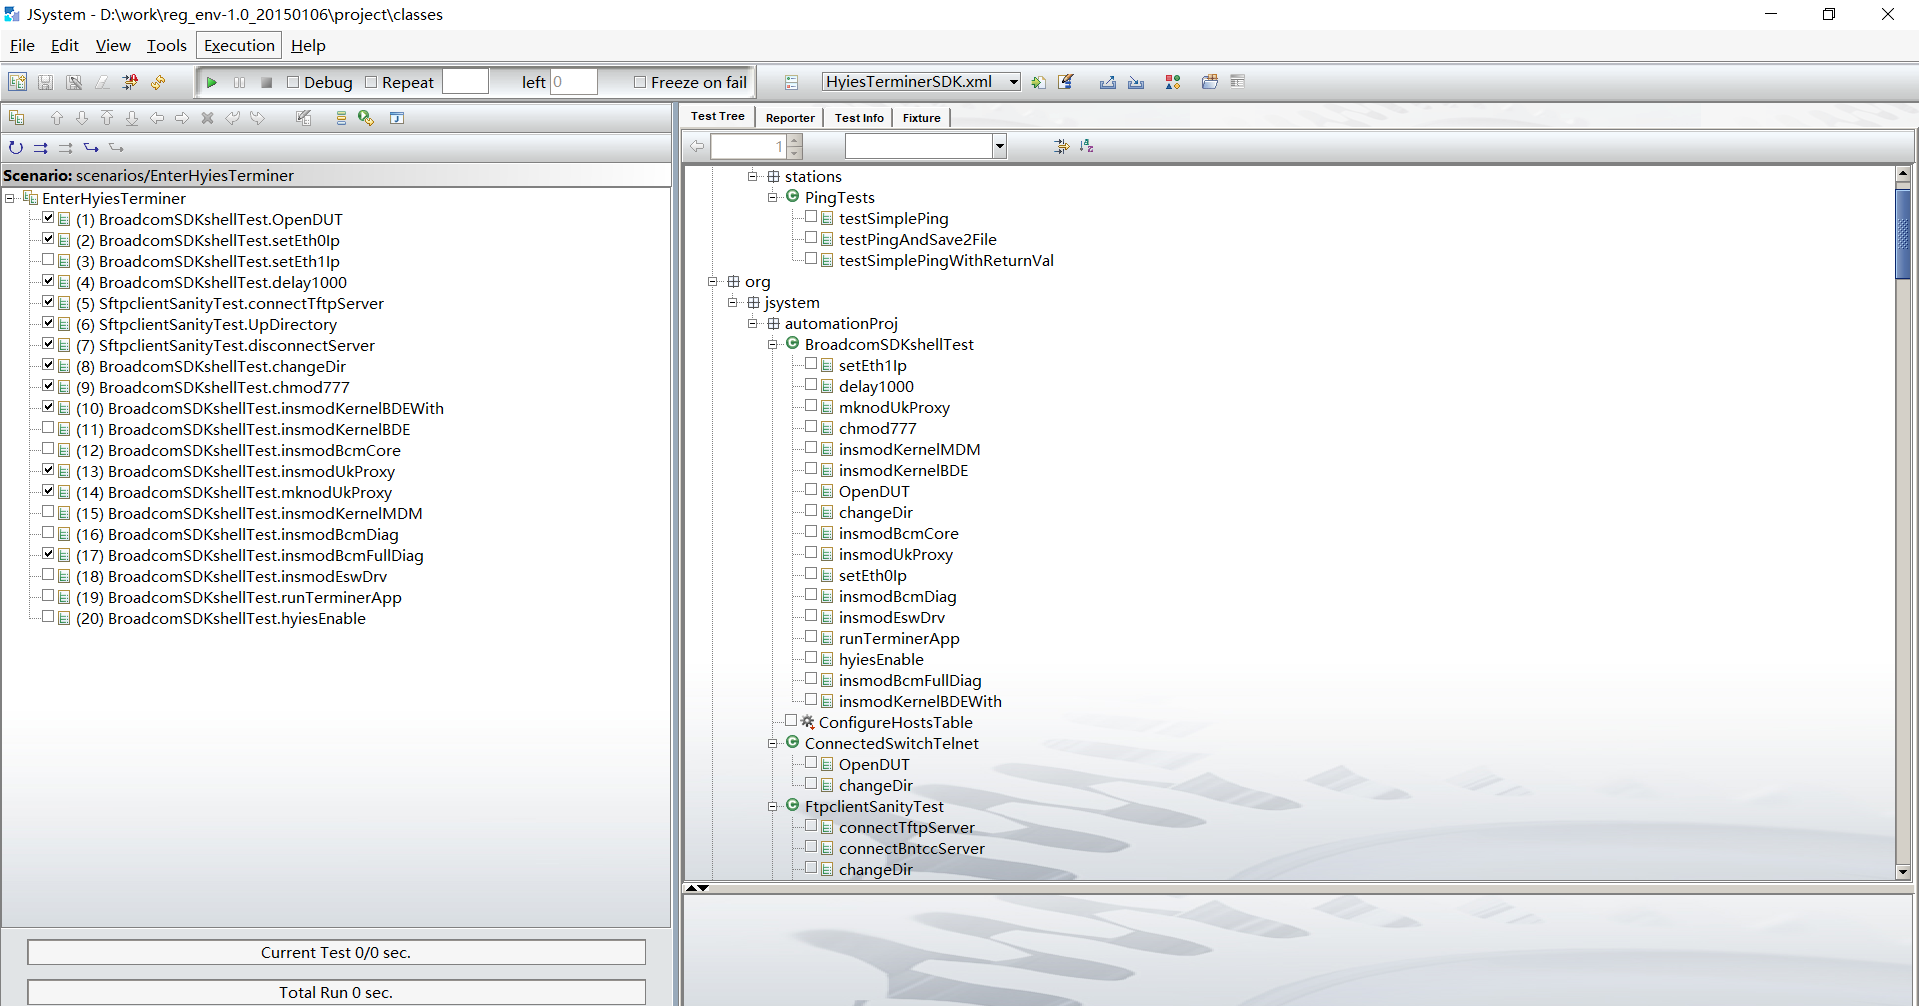 JSystem - D:\work\reg_env-1.0_20150106\project\classes
File Edit View Tools Execution Help
Debug Repeat left 0 Freeze on fail HyiesTerminerSDK.xml
Test Tree Reporter Test Info Fixture
1
Scenario: scenarios/EnterHyiesTerminer
EnterHyiesTerminer
(1) BroadcomSDKshellTest.OpenDUT
(2) BroadcomSDKshellTest.setEth0Ip
(3) BroadcomSDKshellTest.setEth1Ip
(4) BroadcomSDKshellTest.delay1000
(5) SftpclientSanityTest.connectTftpServer
(6) SftpclientSanityTest.UpDirectory
(7) SftpclientSanityTest.disconnectServer
(8) BroadcomSDKshellTest.changeDir
(9) BroadcomSDKshellTest.chmod777
(10) BroadcomSDKshellTest.insmodKernelBDEWith
(11) BroadcomSDKshellTest.insmodKernelBDE
(12) BroadcomSDKshellTest.insmodBcmCore
(13) BroadcomSDKshellTest.insmodUkProxy
(14) BroadcomSDKshellTest.mknodUkProxy
(15) BroadcomSDKshellTest.insmodKernelMDM
(16) BroadcomSDKshellTest.insmodBcmDiag
(17) BroadcomSDKshellTest.insmodBcmFullDiag
(18) BroadcomSDKshellTest.insmodEswDrv
(19) BroadcomSDKshellTest.runTerminerApp
(20) BroadcomSDKshellTest.hyiesEnable
Current Test 0/0 sec.
Total Run 0 sec.
stations
PingTests
testSimplePing
testPingAndSave2File
testSimplePingWithReturnVal
org
jsystem
automationProj
BroadcomSDKshellTest
setEth1Ip
delay1000
mknodUkProxy
chmod777
insmodKernelMDM
insmodKernelBDE
OpenDUT
changeDir
insmodBcmCore
insmodUkProxy
setEth0Ip
insmodBcmDiag
insmodEswDrv
runTerminerApp
hyiesEnable
insmodBcmFullDiag
insmodKernelBDEWith
ConfigureHostsTable
ConnectedSwitchTelnet
OpenDUT
changeDir
FtpclientSanityTest
connectTftpServer
connectBntccServer
changeDir